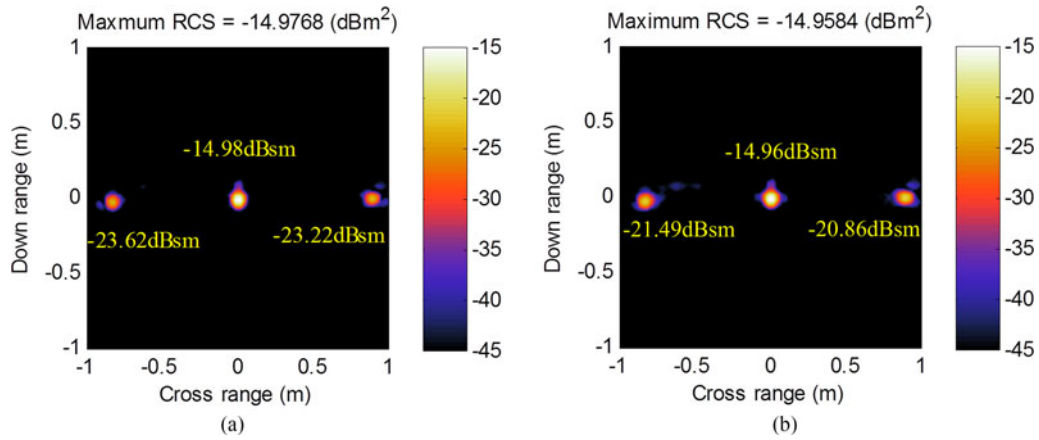 Maxmum RCS = -14.9768 (dBm²)
1
0.5
0
-0.5
-1
Down range (m)
-14.98dBsm
-23.62dBsm
-23.22dBsm
-1
-0.5
0
0.5
1
Cross range (m)
-15
-20
-25
-30
-35
-40
-45
(a)
Maximum RCS = -14.9584 (dBm²)
1
0.5
0
-0.5
-1
Down range (m)
-14.96dBsm
-21.49dBsm
-20.86dBsm
-1
-0.5
0
0.5
1
Cross range (m)
-15
-20
-25
-30
-35
-40
-45
(b)